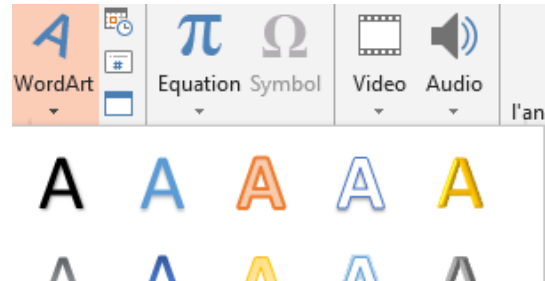 WordArt
Equation Symbol
Video Audio
l'an
A A A A A
A A A A A